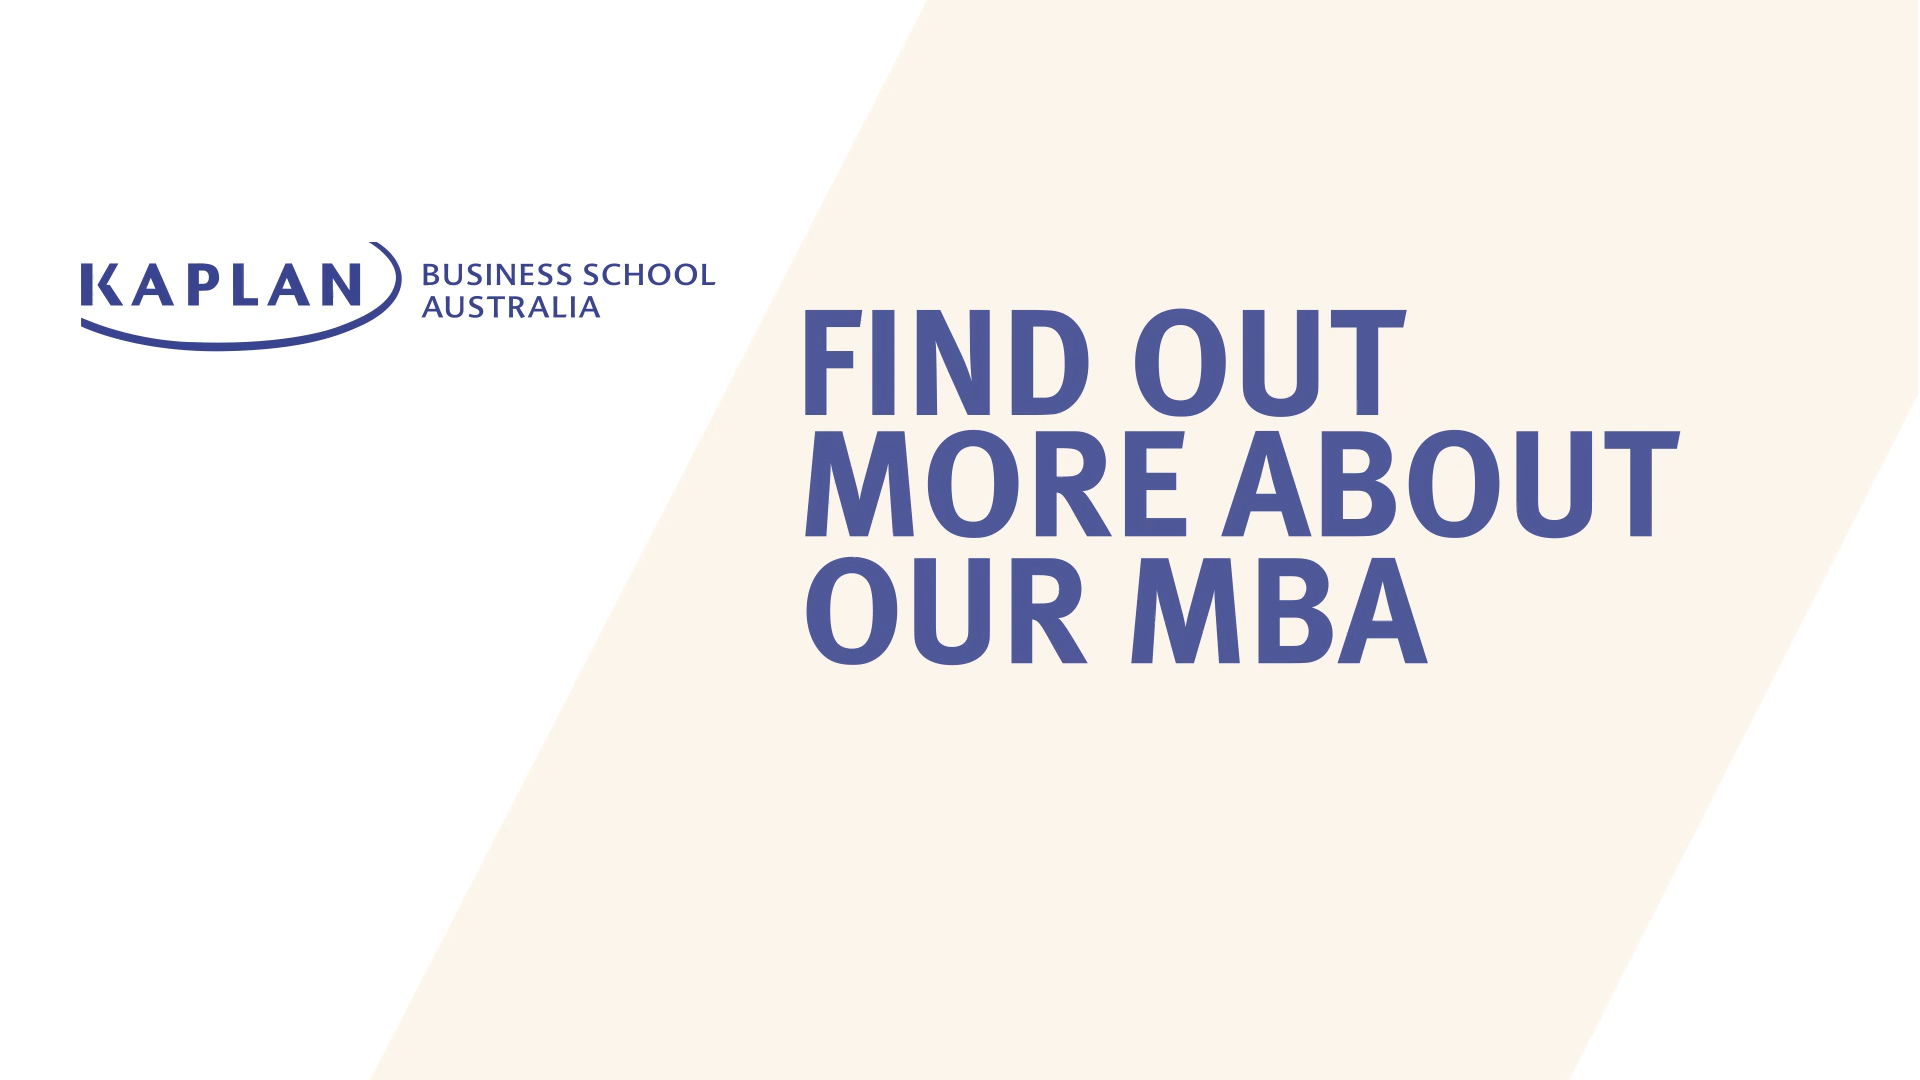 KAPLAN
BUSINESS SCHOOL
AUSTRALIA
FIND OUT
MORE ABOUT
OUR MBA